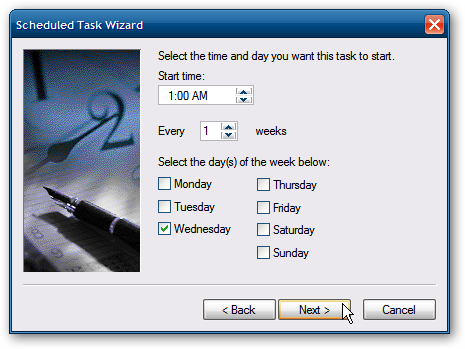 Scheduled Task Wizard
Select the time and day you want this task to start.
Start time:
1:00 AM
Every 1 weeks
Select the day(s) of the week below:
Monday Thursday
Tuesday Friday
Wednesday Saturday
Sunday
< Back Next > Cancel
2